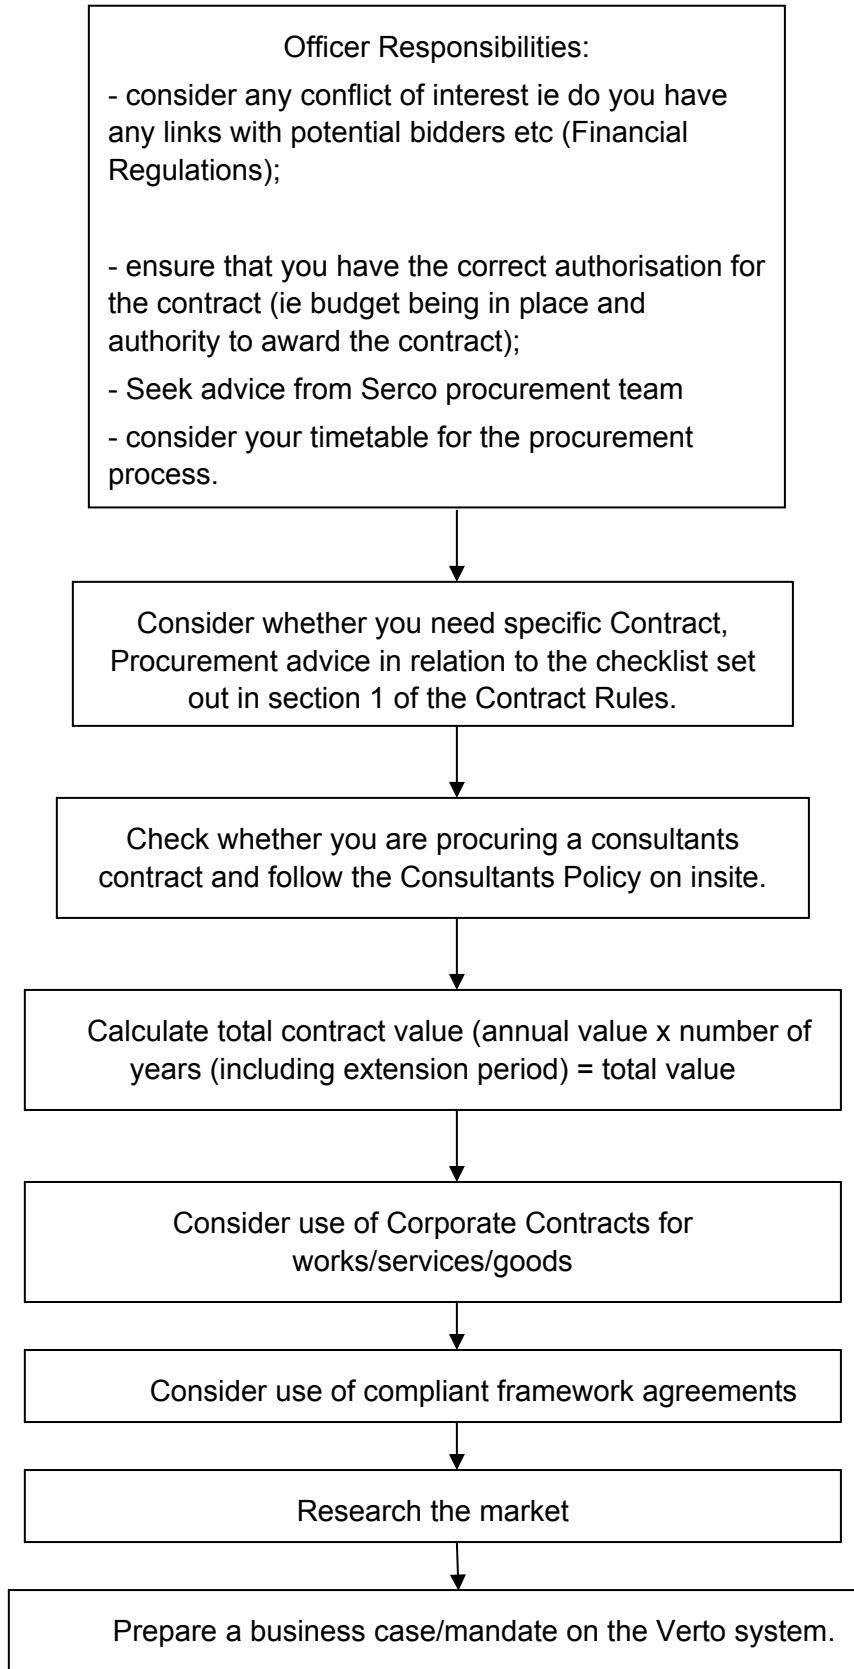 Officer Responsibilities:
- consider any conflict of interest ie do you have
any links with potential bidders etc (Financial
Regulations);
- ensure that you have the correct authorisation for
the contract (ie budget being in place and
authority to award the contract);
- Seek advice from Serco procurement team
- consider your timetable for the procurement
process.
Consider whether you need specific Contract,
Procurement advice in relation to the checklist set
out in section 1 of the Contract Rules.
Check whether you are procuring a consultants
contract and follow the Consultants Policy on insite.
Calculate total contract value (annual value x number of
years (including extension period) = total value
Consider use of Corporate Contracts for
works/services/goods
Consider use of compliant framework agreements
Research the market
Prepare a business case/mandate on the Verto system.